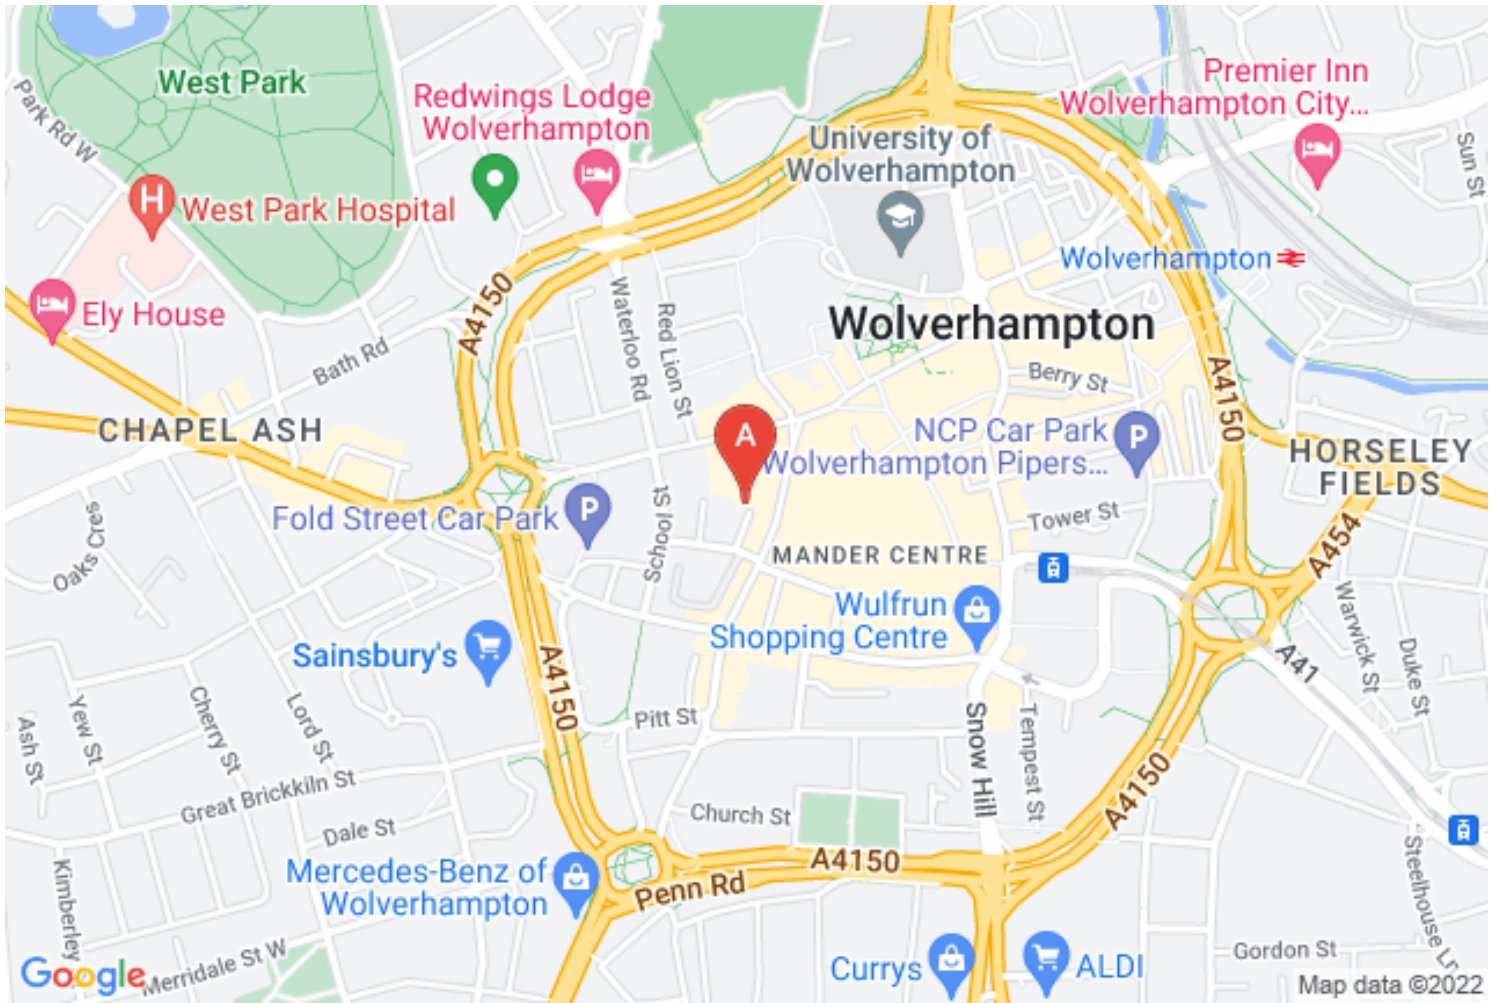 West Park
Park Rd W
Redwings Lodge
Wolverhampton
Premier Inn
Wolverhampton City...
University of
Wolverhampton
Sun St
H
West Park Hospital
Wolverhampton
Ely House
A4150
Waterloo Rd
Red Lion St
Wolverhampton
Bath Rd
Berry St
A4150
CHAPEL ASH
A
NCP Car Park
Wolverhampton Pipers...
P
HORSELEY
FIELDS
Fold Street Car Park
P
School St
Tower St
Oaks Cres
MANDER CENTRE
A454
Wulfrun
Shopping Centre
Warwick St
Sainsbury's
A4150
A41
Duke St
Ash St
Yew St
Cherry St
Lord St
Pitt St
Snow Hill
Tempest St
Great Brickkiln St
Dale St
Church St
A4150
Mercedes-Benz of
Wolverhampton
A4150
Penn Rd
Kimberley
Steelhouse Ln
Merridale St W
Currys
ALDI
Gordon St
Google
Map data ©2022